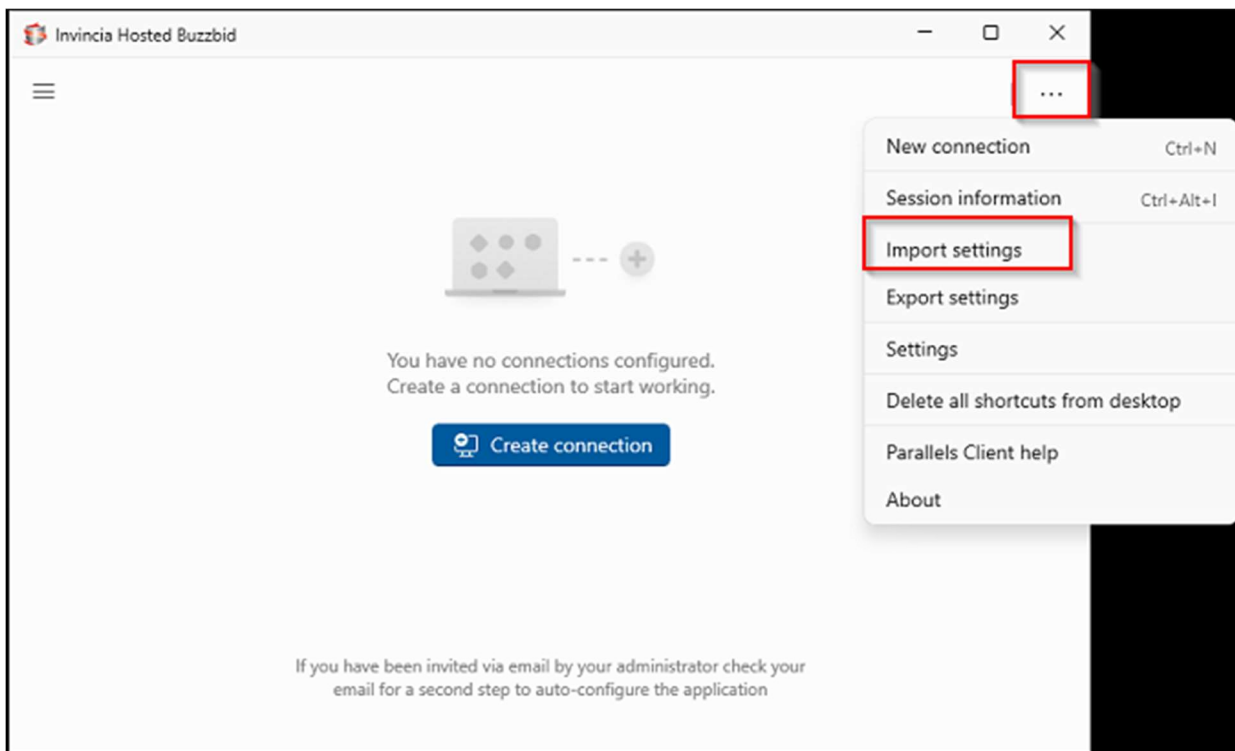 Invincia Hosted Buzzbid
...
New connection Ctrl+N
Session information Ctrl+Alt+I
Import settings
Export settings
Settings
Delete all shortcuts from desktop
Parallels Client help
About
You have no connections configured.
Create a connection to start working.
Create connection
If you have been invited via email by your administrator check your
email for a second step to auto-configure the application